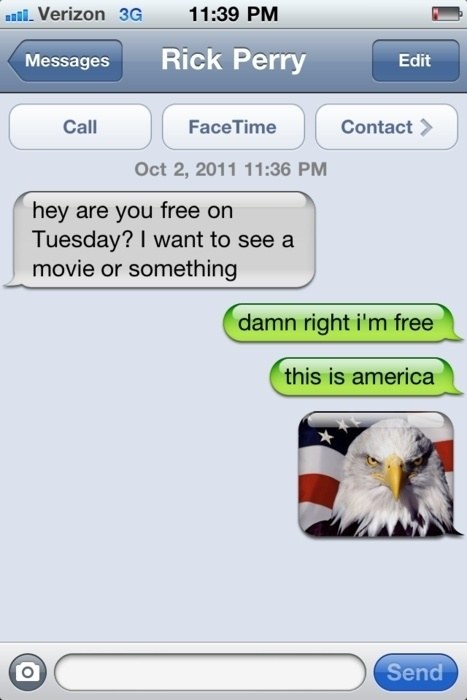 Verizon 3G 11:39 PM
Messages Rick Perry Edit
Call FaceTime Contact
Oct 2, 2011 11:36 PM
hey are you free on
Tuesday? I want to see a
movie or something
damn right i'm free
this is america
Send